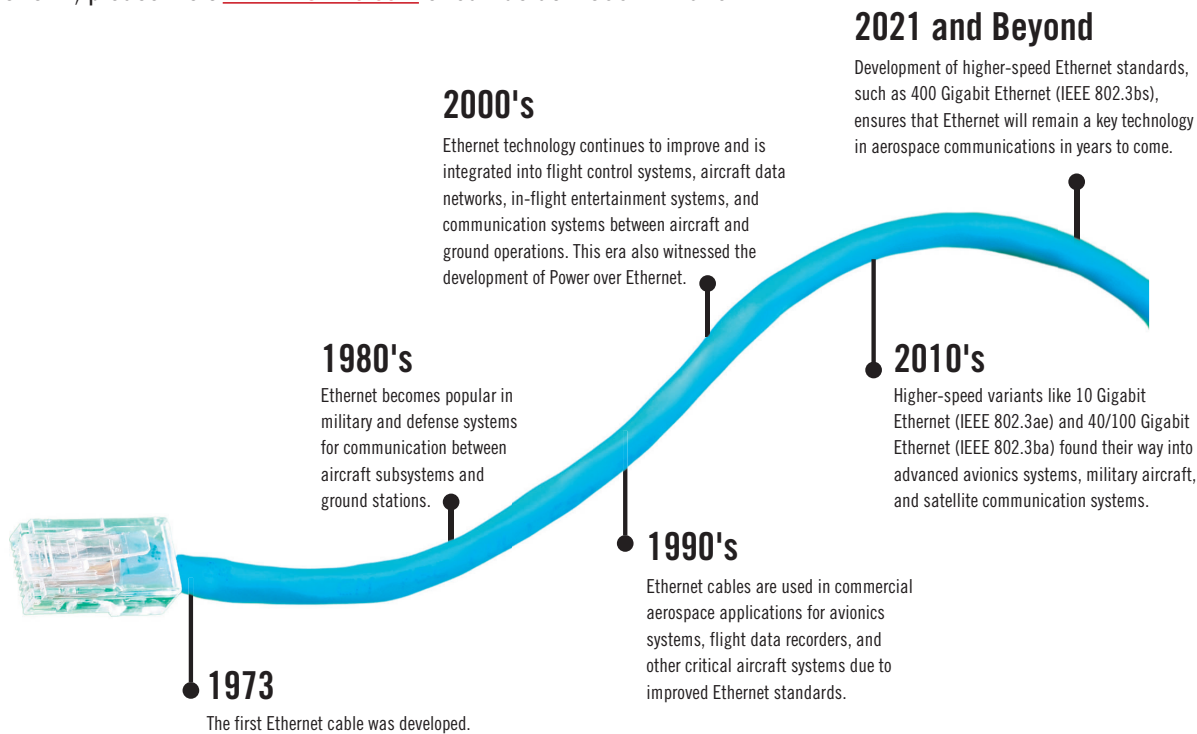 2021 and Beyond
Development of higher-speed Ethernet standards,
such as 400 Gigabit Ethernet (IEEE 802.3bs),
ensures that Ethernet will remain a key technology
in aerospace communications in years to come.
2000's
Ethernet technology continues to improve and is
integrated into flight control systems, aircraft data
networks, in-flight entertainment systems, and
communication systems between aircraft and
ground operations. This era also witnessed the
development of Power over Ethernet.
1980's
Ethernet becomes popular in
military and defense systems
for communication between
aircraft subsystems and
ground stations.
2010's
Higher-speed variants like 10 Gigabit
Ethernet (IEEE 802.3ae) and 40/100 Gigabit
Ethernet (IEEE 802.3ba) found their way into
advanced avionics systems, military aircraft,
and satellite communication systems.
1990's
Ethernet cables are used in commercial
aerospace applications for avionics
systems, flight data recorders, and
other critical aircraft systems due to
improved Ethernet standards.
1973
The first Ethernet cable was developed.